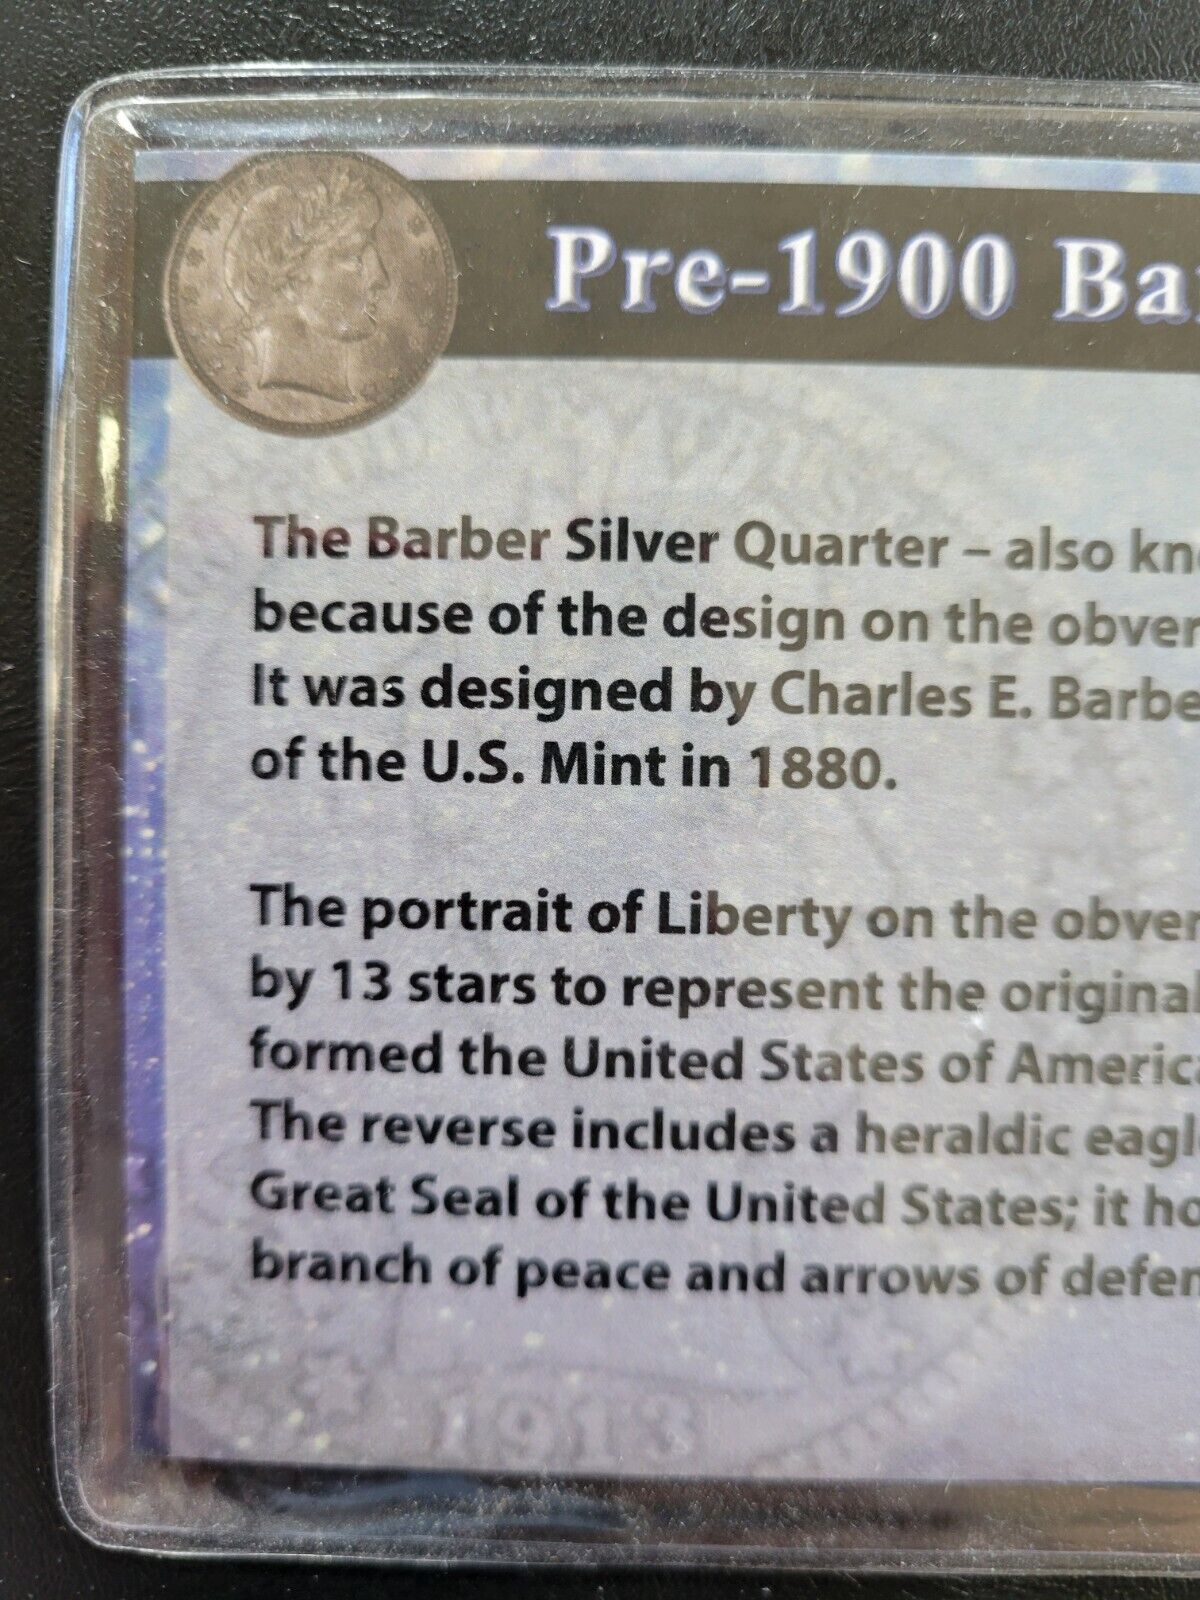 Pre-1900 Ba
The Barber Silver Quarter – also kn
because of the design on the obver
It was designed by Charles E. Barbe
of the U.S. Mint in 1880.
The portrait of Liberty on the obver
by 13 stars to represent the original
formed the United States of America
The reverse includes a heraldic eagl
Great Seal of the United States; it ho
branch of peace and arrows of defen
1913